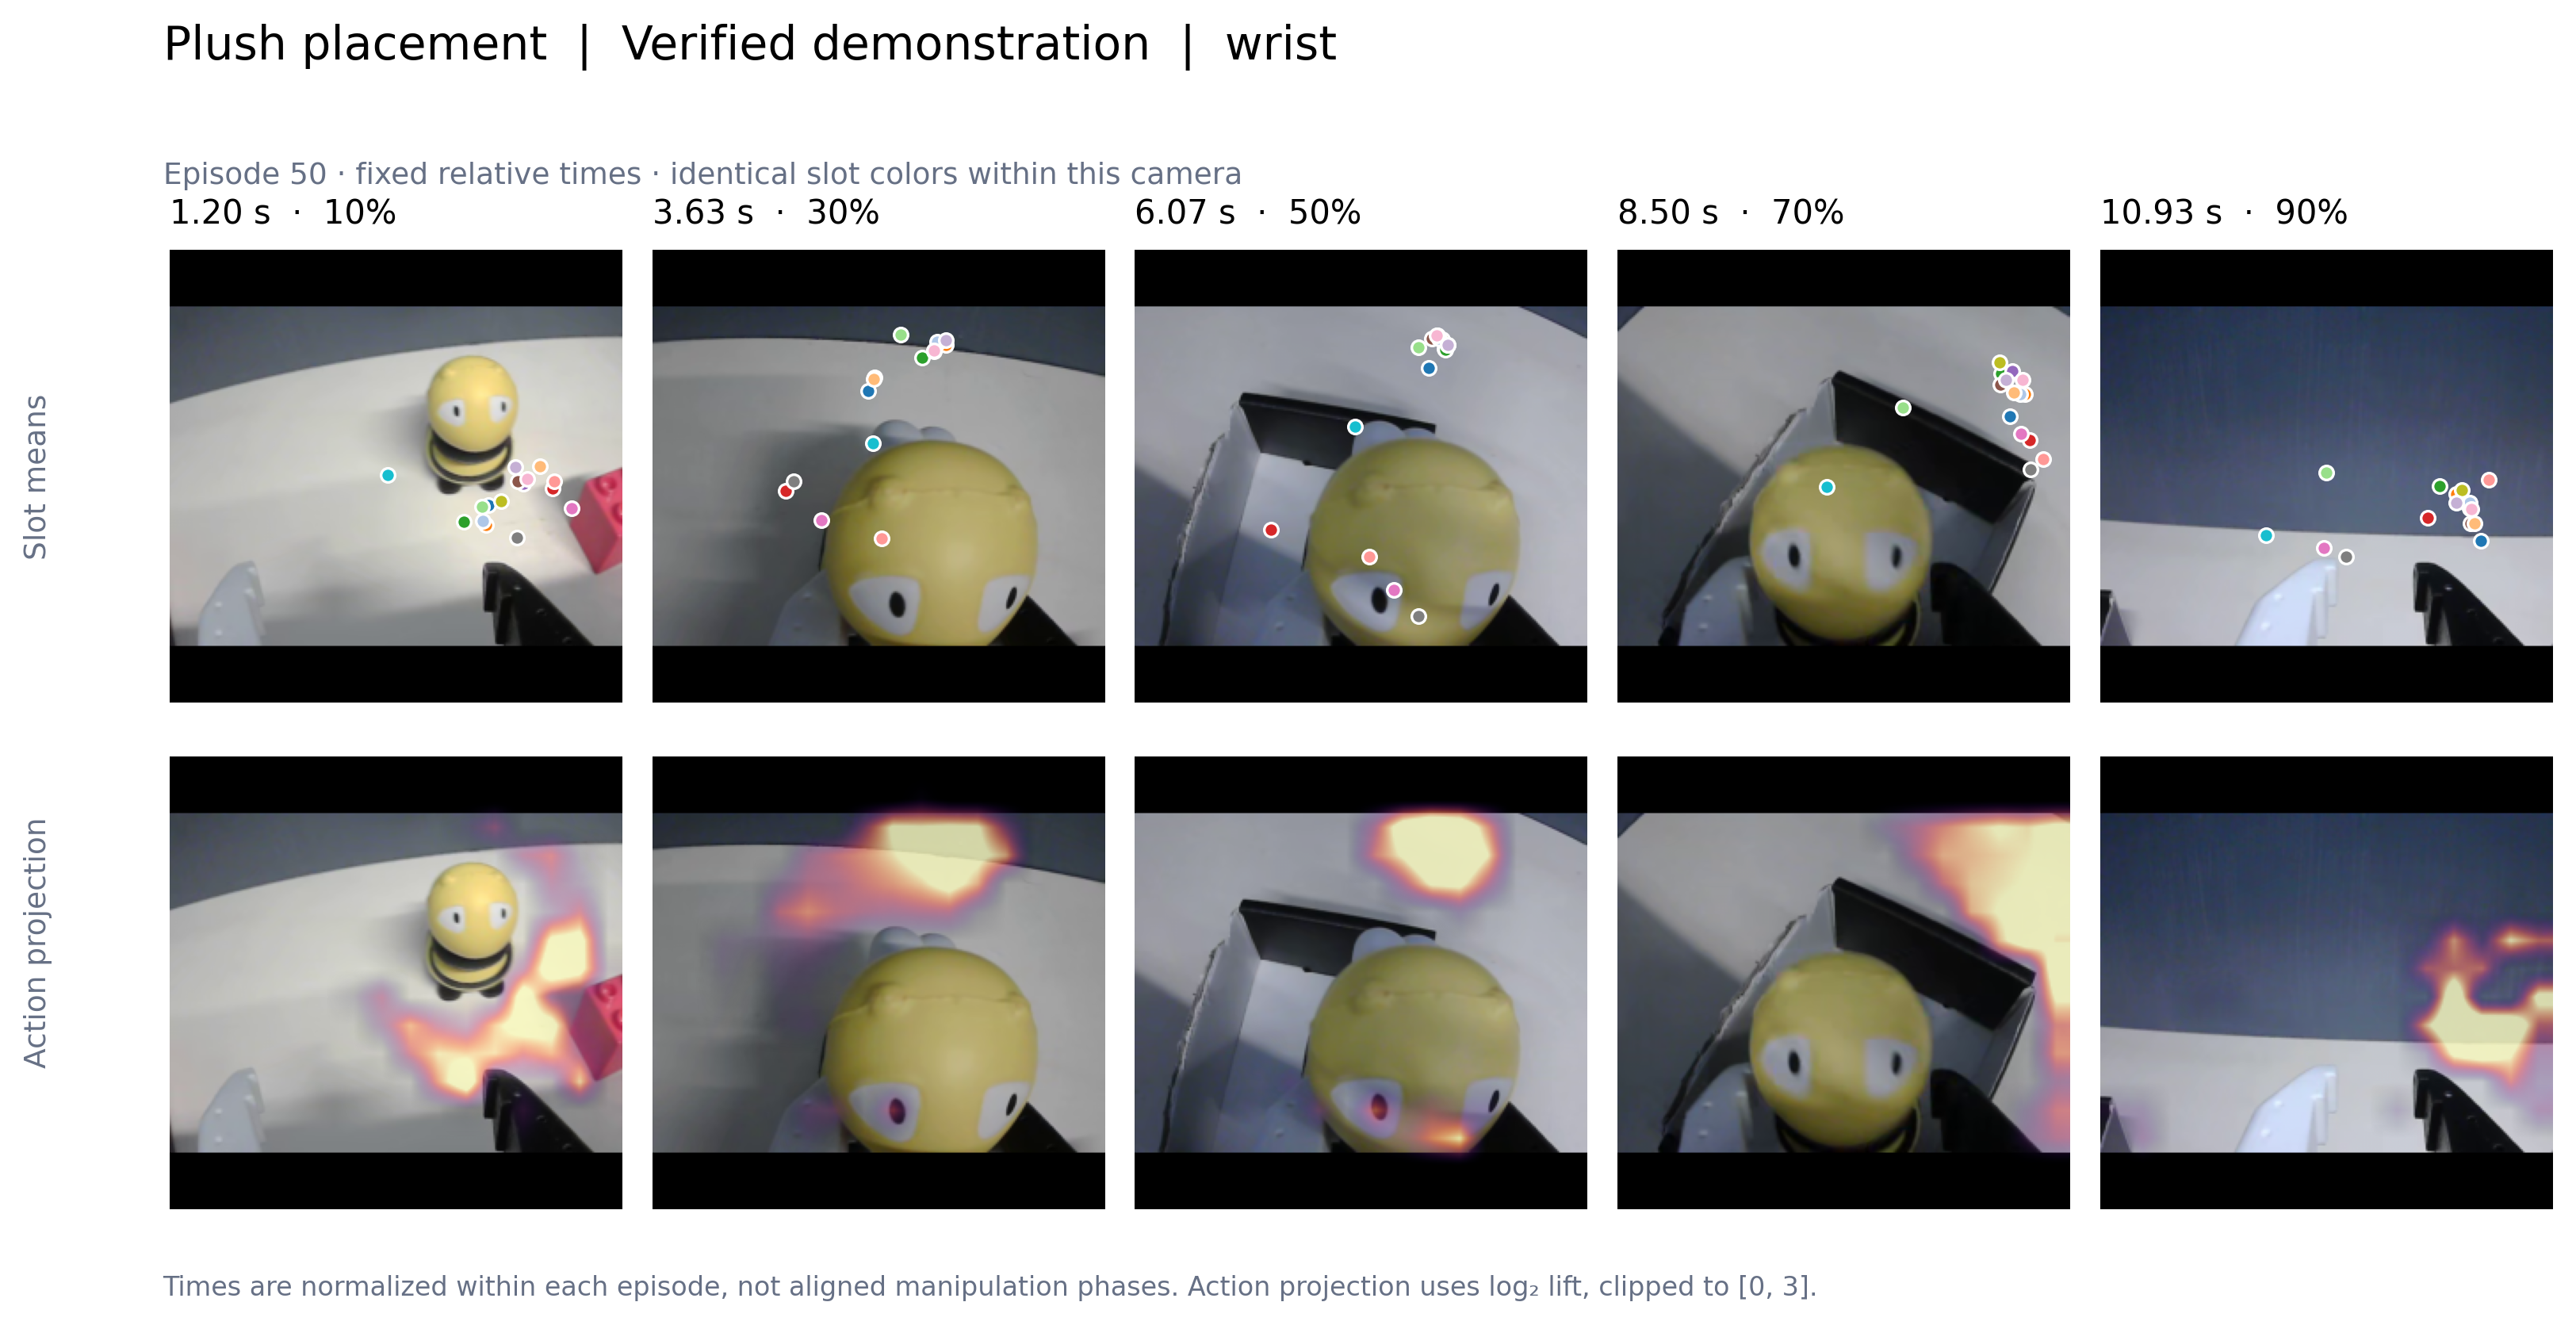 Plush placement | Verified demonstration | wrist
Episode 50 · fixed relative times · identical slot colors within this camera
1.20 s · 10%
3.63 s · 30%
6.07 s · 50%
8.50 s · 70%
10.93 s · 90%
Slot means
Action projection
Times are normalized within each episode, not aligned manipulation phases. Action projection uses log₂ lift, clipped to [0, 3].